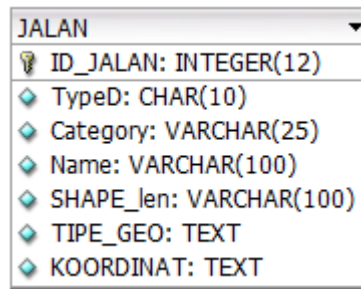 JALAN
ID_JALAN: INTEGER(12)
TypeD: CHAR(10)
Category: VARCHAR(25)
Name: VARCHAR(100)
SHAPE_len: VARCHAR(100)
TIPE_GEO: TEXT
KOORDINAT: TEXT